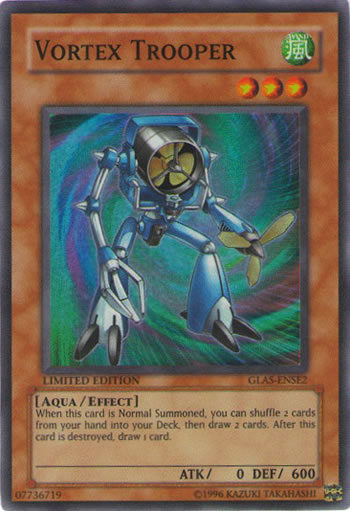 VORTEX TROOPER
WIND
風
LIMITED EDITION
GLAS-ENSE2
[AQUA / EFFECT]
When this card is Normal Summoned, you can shuffle 2 cards
from your hand into your Deck, then draw 2 cards. After this
card is destroyed, draw 1 card.
ATK/ 0 DEF/ 600
07736719
©1996 KAZUKI TAKAHASHI